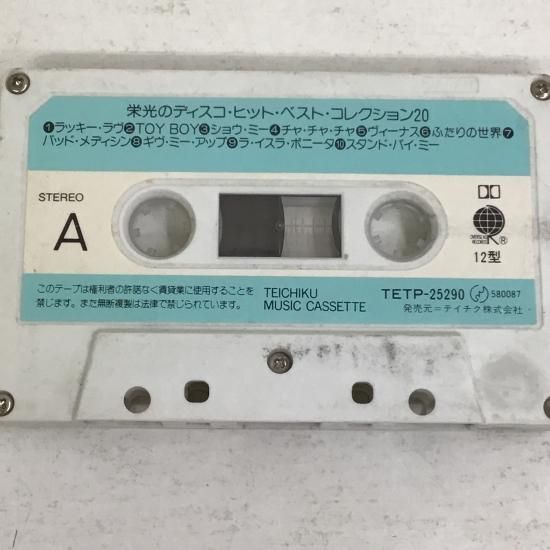 栄光のディスコ・ヒット・ベスト・コレクション20
❶ラッキー・ラヴ❷TOY BOY❸ショウ・ミー❹チャ・チャ・チャ❺ヴィーナス❻ふたりの世界❼
バッド・メディシン❽ギヴ・ミー・アップ❾ラ・イスラ・ボニータ❿スタンド・バイ・ミー
STEREO
A
OVERSEAS
RECORDS
®
12型
このテープは権利者の許諾なく賃貸業に使用することを
禁じます。また無断複製は法律で禁じられています。
TEICHIKU
MUSIC CASSETTE
TETP-25290 580087
発売元=テイチク株式会社